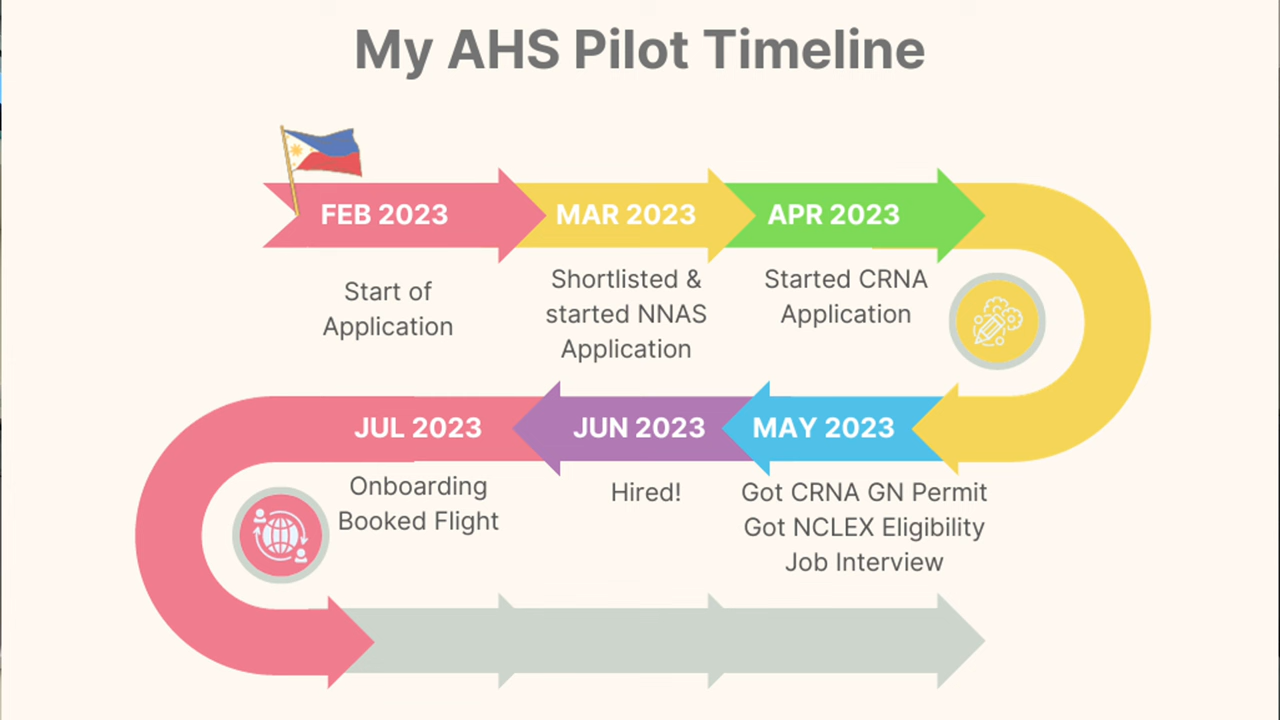 My AHS Pilot Timeline
FEB 2023
MAR 2023
APR 2023
Start of
Application
Shortlisted &
started NNAS
Application
Started CRNA
Application
MAY 2023
JUN 2023
JUL 2023
Got CRNA GN Permit
Got NCLEX Eligibility
Job Interview
Hired!
Onboarding
Booked Flight